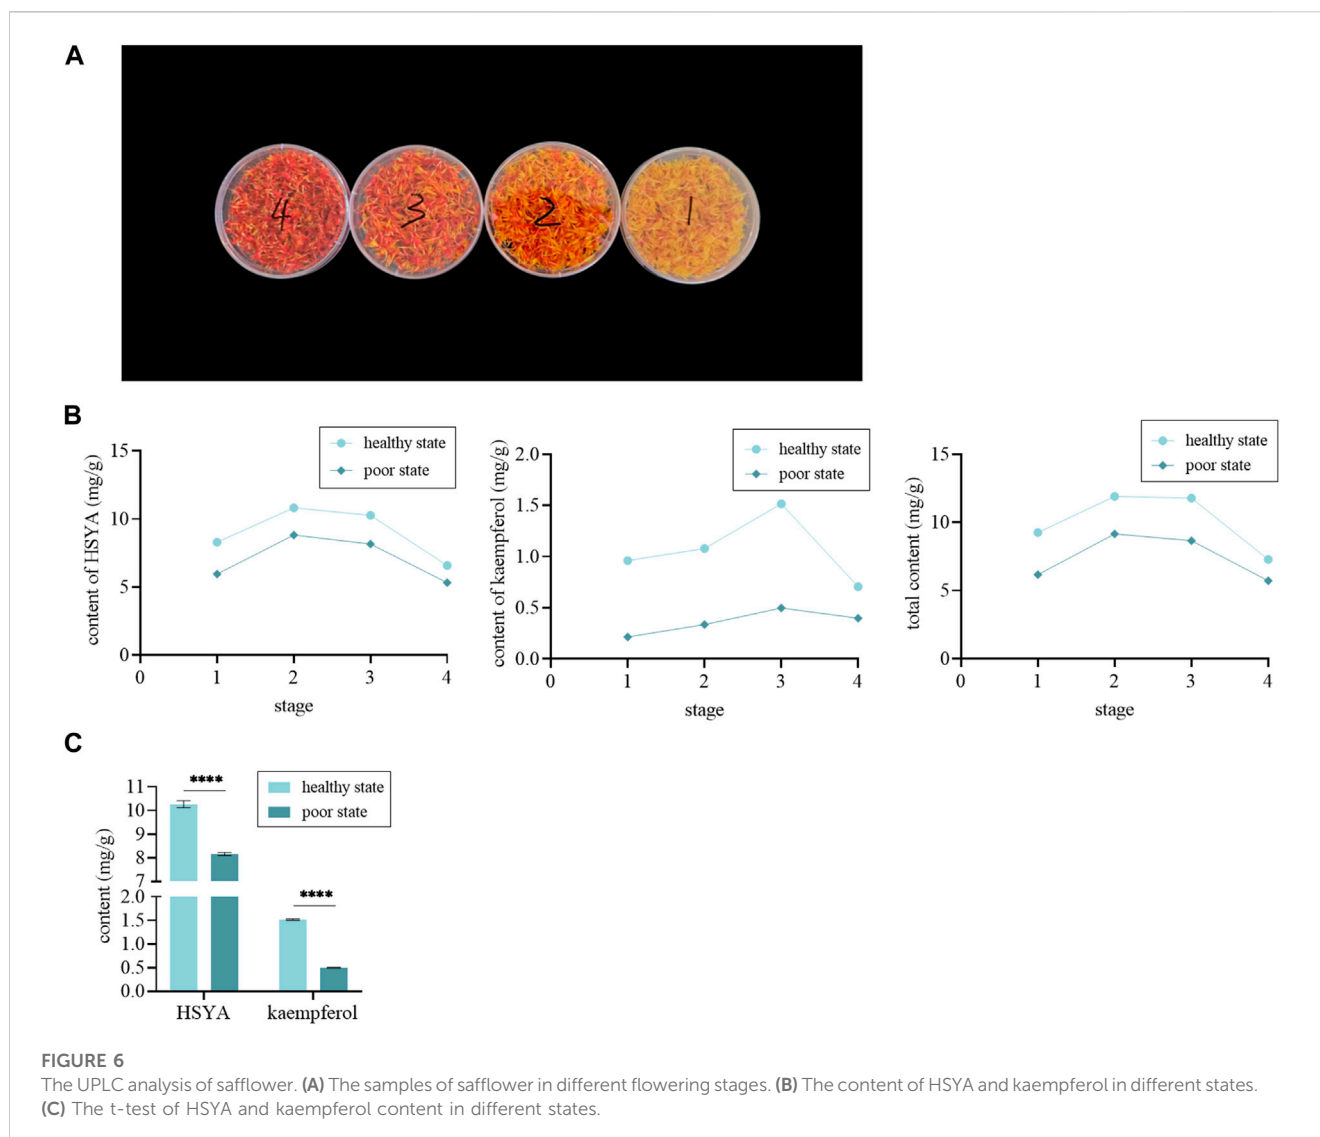 A
4 3 2 1
B
healthy state
poor state
content of HSYA (mg/g)
15
10
5
0
0 1 2 3 4
stage
healthy state
poor state
content of kaempferol (mg/g)
2.0
1.5
1.0
0.5
0.0
0 1 2 3 4
stage
healthy state
poor state
total content (mg/g)
15
10
5
0
0 1 2 3 4
stage
C
healthy state
poor state
content (mg/g)
11
10
9
8
7
2.0
1.5
1.0
0.5
0.0
****
****
HSYA kaempferol
FIGURE 6
The UPLC analysis of safflower. (A) The samples of safflower in different flowering stages. (B) The content of HSYA and kaempferol in different states.
(C) The t-test of HSYA and kaempferol content in different states.